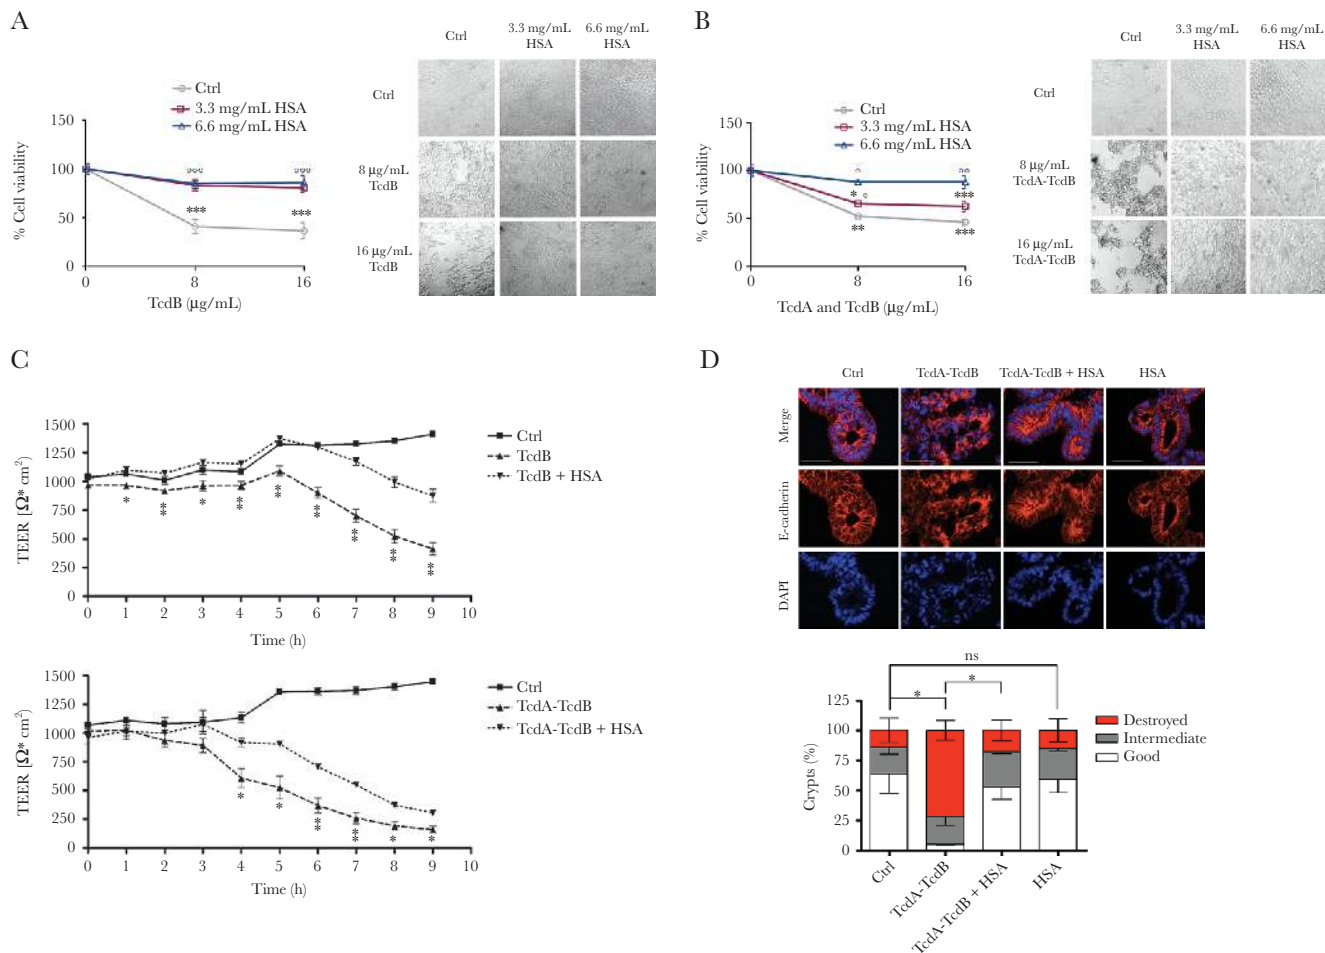 A
Ctrl
3.3 mg/mL HSA
6.6 mg/mL HSA
150
100
50
0
% Cell viability
°°°
°°°
***
***
0
8
16
TcdB (µg/mL)
Ctrl
3.3 mg/mL
HSA
6.6 mg/mL
HSA
Ctrl
8 µg/mL
TcdB
16 µg/mL
TcdB
B
Ctrl
3.3 mg/mL HSA
6.6 mg/mL HSA
150
100
50
0
% Cell viability
°
°°
* °
***
**
***
0
8
16
TcdA and TcdB (µg/mL)
Ctrl
3.3 mg/mL
HSA
6.6 mg/mL
HSA
Ctrl
8 µg/mL
TcdA-TcdB
16 µg/mL
TcdA-TcdB
C
1500
1250
1000
750
500
250
0
TEER [Ω* cm²)
Ctrl
TcdB
TcdB + HSA
* ** * ** ** ** ** ** **
0 1 2 3 4 5 6 7 8 9 10
Time (h)
1500
1250
1000
750
500
250
0
TEER [Ω* cm²)
Ctrl
TcdA-TcdB
TcdA-TcdB + HSA
* * ** ** * *
0 1 2 3 4 5 6 7 8 9 10
Time (h)
D
Ctrl
TcdA-TcdB
TcdA-TcdB + HSA
HSA
Merge
E-cadherin
DAPI
ns
*
*
125
100
75
50
25
0
Crypts (%)
Destroyed
Intermediate
Good
Ctrl
TcdA-TcdB
TcdA-TcdB + HSA
HSA